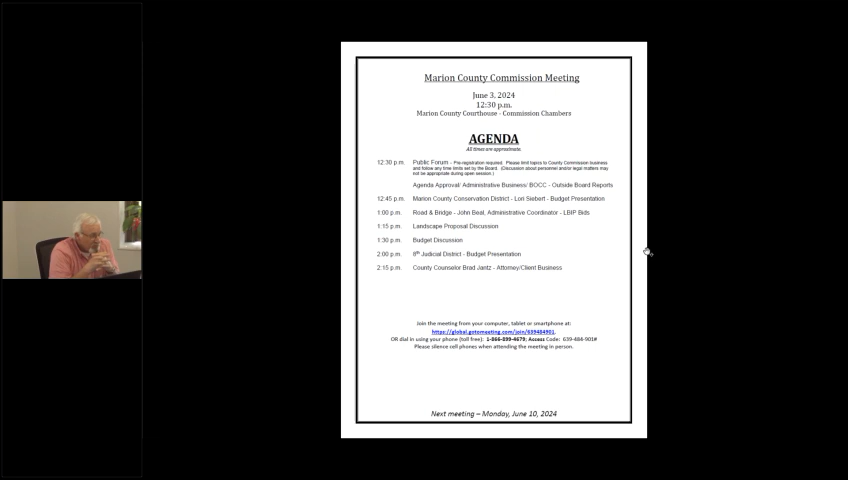 Marion County Commission Meeting
June 3, 2024
12:30 p.m.
Marion County Courthouse - Commission Chambers
AGENDA
All times are approximate
12:30 p.m. Public Forum - Pre-registration required. Please limit topics to County Commission business
and follow any time limits set by the Board. (Discussion about personnel and/or legal matters may
not be appropriate during open session.)
Agenda Approval/ Administrative Business/ BOCC - Outside Board Reports
12:45 p.m. Marion County Conservation District - Lori Siebert - Budget Presentation
1:00 p.m. Road & Bridge - John Beal, Administrative Coordinator - LBIP Bids
1:15 p.m. Landscape Proposal Discussion
1:30 p.m. Budget Discussion
2:00 p.m. 8th Judicial District - Budget Presentation
2:15 p.m. County Counselor Brad Jantz - Attorney/Client Business
Join the meeting from your computer, tablet or smartphone at:
https://global.gotomeeting.com/join/639484901.
OR dial in using your phone (toll free): 1-866-899-4679; Access Code: 639-484-901#
Please silence cell phones when attending the meeting in person.
Next meeting – Monday, June 10, 2024